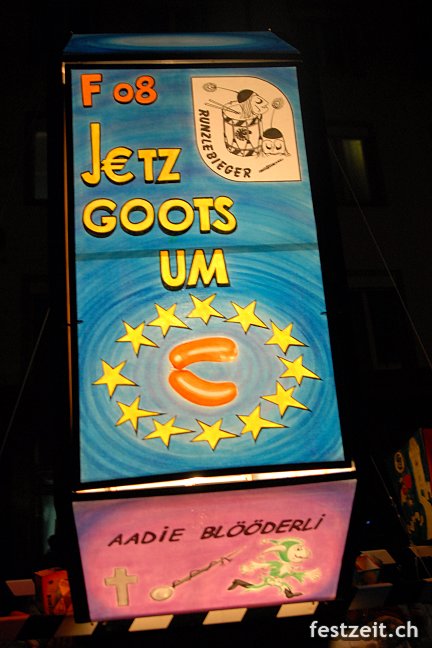 F 08
RUNZLEBIEGER
J€TZ
GOOTS
UM
AADIE BLÖÖDERLI
festzeit.ch